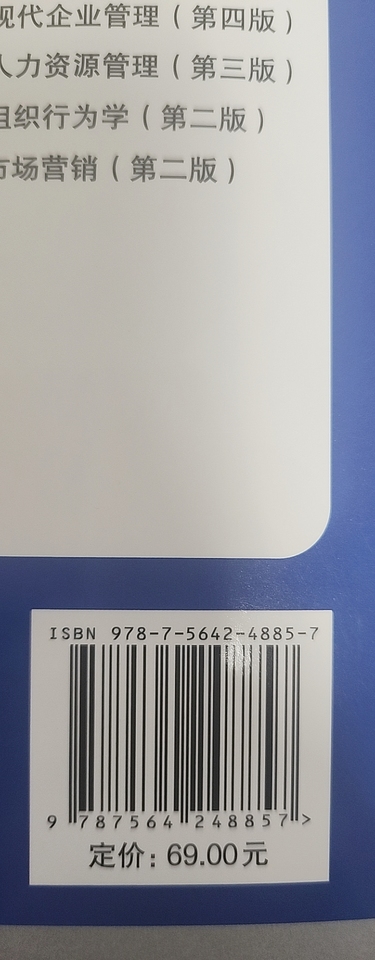 现代企业管理（第四版）
人力资源管理（第三版）
组织行为学（第二版）
市场营销（第二版）
ISBN 978-7-5642-4885-7
9 787564 248857 >
定价：69.00元